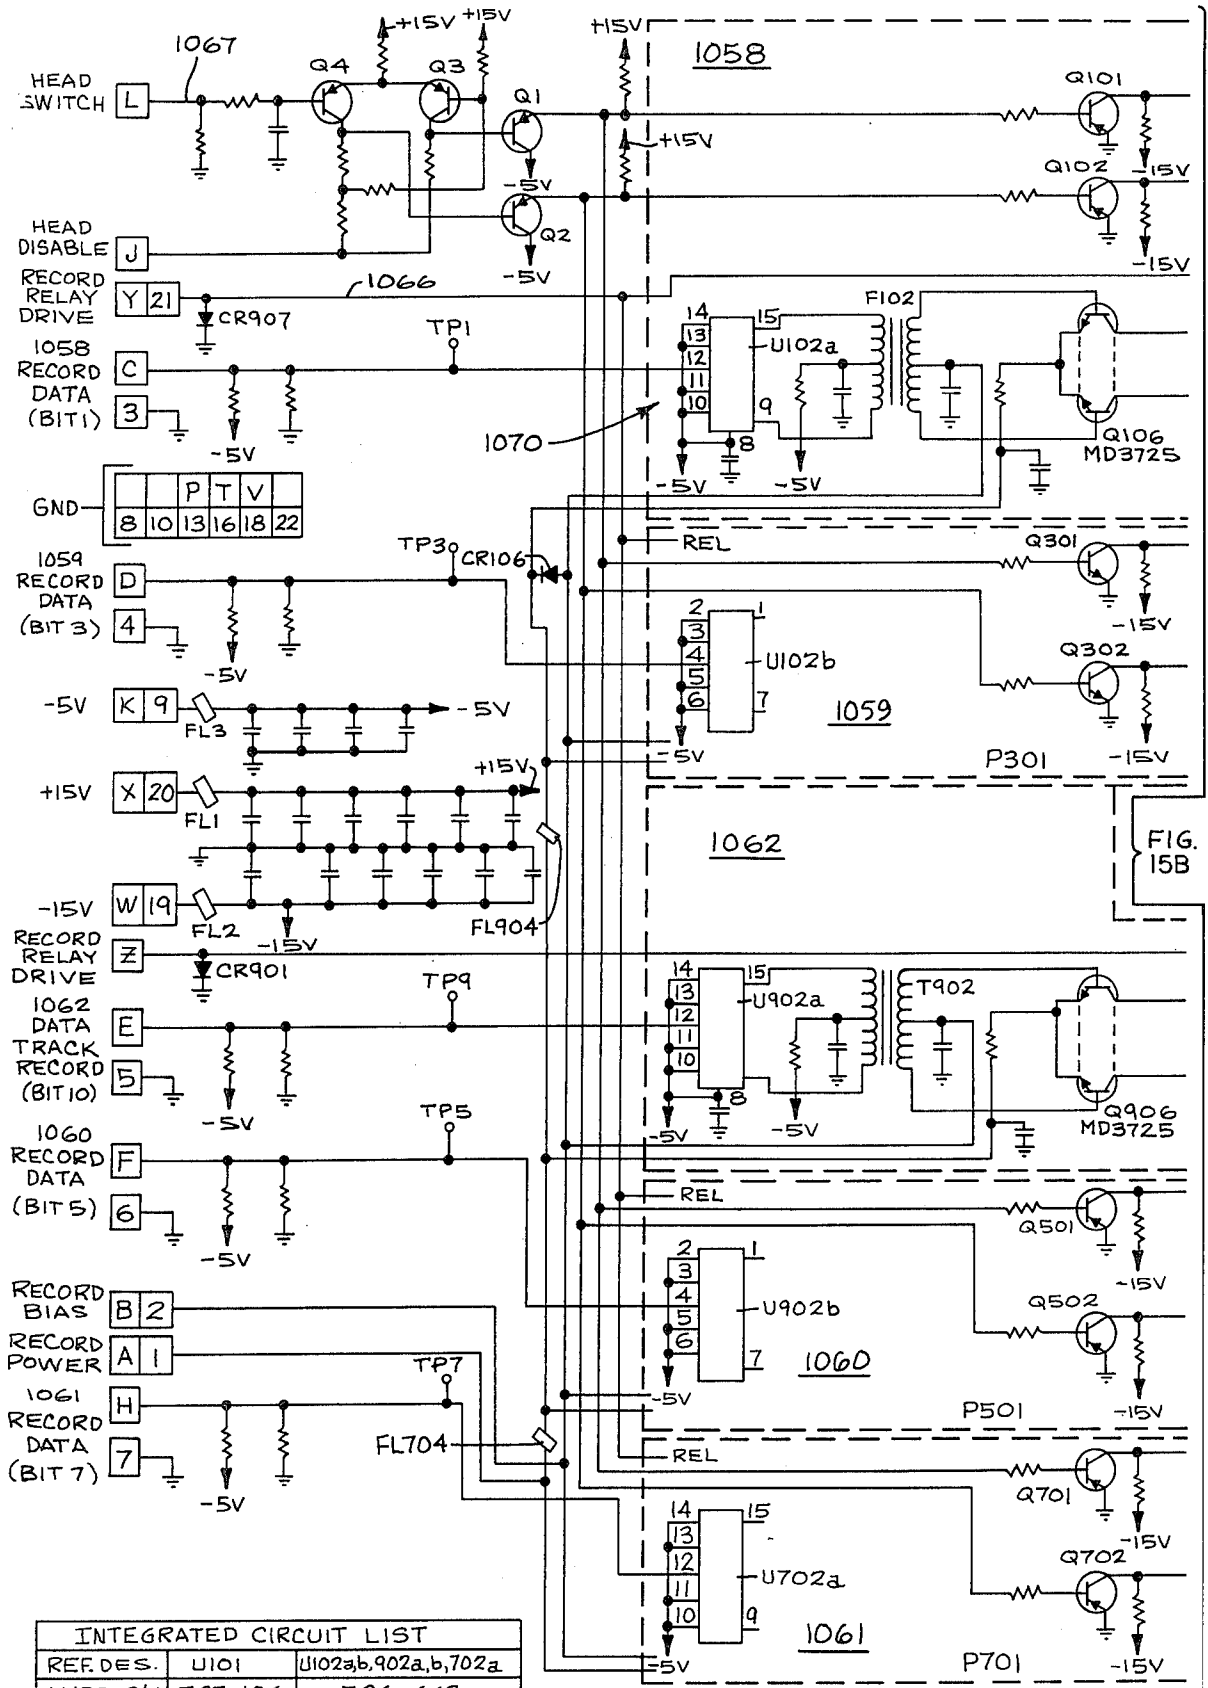 +15V
+15V
+15V
1067
1058
HEAD
SWITCH
L
Q4
Q3
Q1
Q101
+15V
-5V
-15V
Q102
HEAD
DISABLE
J
Q2
-5V
-15V
RECORD
RELAY
DRIVE
Y
21
1066
CR907
F102
1058
RECORD
DATA
(BIT1)
C
3
TP1
-5V
14
13
12
11
10
15
9
8
U102a
1070
-5V
-5V
Q106
MD3725
GND
P
T
V
8
10
13
16
18
22
1059
RECORD
DATA
(BIT 3)
D
4
TP3
CR106
-5V
REL
Q301
-15V
2
3
4
5
6
1
7
U102b
-5V
1059
Q302
-15V
P301
-5V
K
9
FL3
-5V
+15V
X
20
FL1
+15V
1062
FIG.
15B
-15V
W
19
FL2
-15V
FL904
RECORD
RELAY
DRIVE
Z
CR901
1062
DATA
TRACK
RECORD
(BIT10)
E
5
TP9
-5V
14
13
12
11
10
15
8
U902a
T902
-5V
-5V
Q906
MD3725
1060
RECORD
DATA
(BIT 5)
F
6
TP5
-5V
REL
Q501
-15V
2
3
4
5
6
1
7
U902b
-5V
1060
Q502
-15V
P501
RECORD
BIAS
B
2
RECORD
POWER
A
1
1061
RECORD
DATA
(BIT 7)
H
7
TP7
FL704
-5V
REL
Q701
-15V
14
13
12
11
10
15
9
U702a
-5V
1061
Q702
-15V
P701
INTEGRATED CIRCUIT LIST
REF. DES.
U101
U102a,b,902a,b,702a